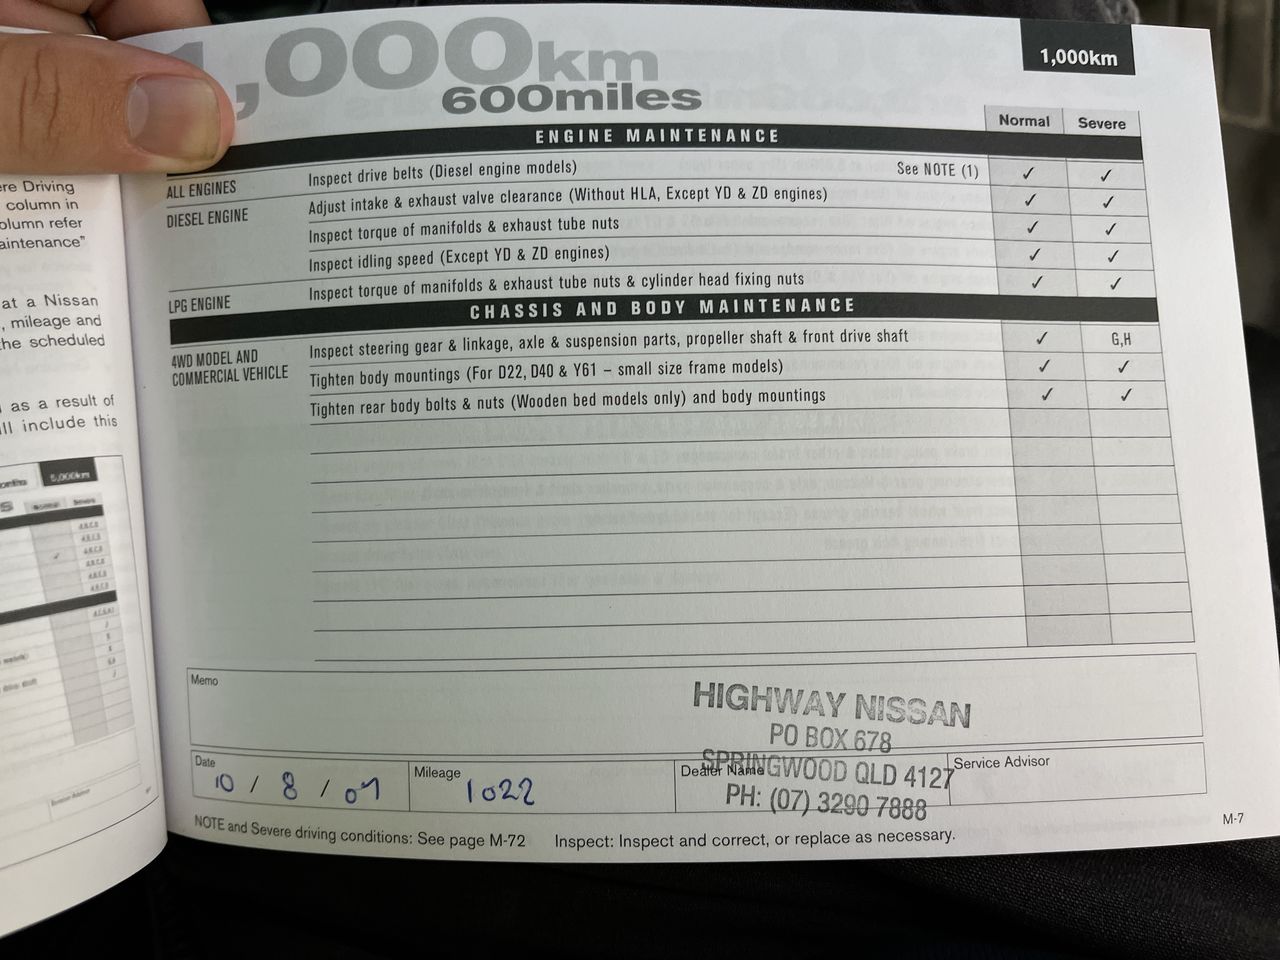 ere Driving
column in
olumn refer
aintenance"
at a Nissan
, mileage and
he scheduled
as a result of
ll include this
5,000km
1,000km
600miles
1,000km
Normal Severe
ENGINE MAINTENANCE
ALL ENGINES Inspect drive belts (Diesel engine models) See NOTE (1) ✓ ✓
DIESEL ENGINE Adjust intake & exhaust valve clearance (Without HLA, Except YD & ZD engines) ✓ ✓
Inspect torque of manifolds & exhaust tube nuts ✓ ✓
Inspect idling speed (Except YD & ZD engines) ✓ ✓
LPG ENGINE Inspect torque of manifolds & exhaust tube nuts & cylinder head fixing nuts ✓ ✓
CHASSIS AND BODY MAINTENANCE
4WD MODEL AND COMMERCIAL VEHICLE Inspect steering gear & linkage, axle & suspension parts, propeller shaft & front drive shaft ✓ G,H
Tighten body mountings (For D22, D40 & Y61 – small size frame models) ✓ ✓
Tighten rear body bolts & nuts (Wooden bed models only) and body mountings ✓ ✓
Memo
HIGHWAY NISSAN
PO BOX 678
SPRINGWOOD QLD 4127
PH: (07) 3290 7888
Date 10 / 8 / 07
Mileage 1022
Dealer Name
Service Advisor
NOTE and Severe driving conditions: See page M-72 Inspect: Inspect and correct, or replace as necessary.
M-7